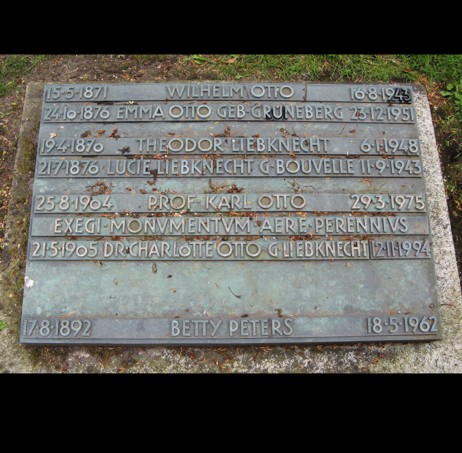 15·5·1871 WILHELM OTTO 16·8·1943
24·10·1876 EMMA OTTO GEB·GRÜNEBERG 23·12·1951
19·4·1876 THEODOR LIEBKNECHT 6·1·1948
21·7·1876 LUCIE LIEBKNECHT G·BOUVELLE 11·9·1943
25·8·1904 PROF·KARL OTTO 29·3·1975
EXEGI·MONVMENTVM·AERE·PERENNIVS
21·5·1905 DR·CHARLOTTE OTTO G·LIEBKNECHT 12·11·1994
17·8·1892 BETTY PETERS 18·5·1962